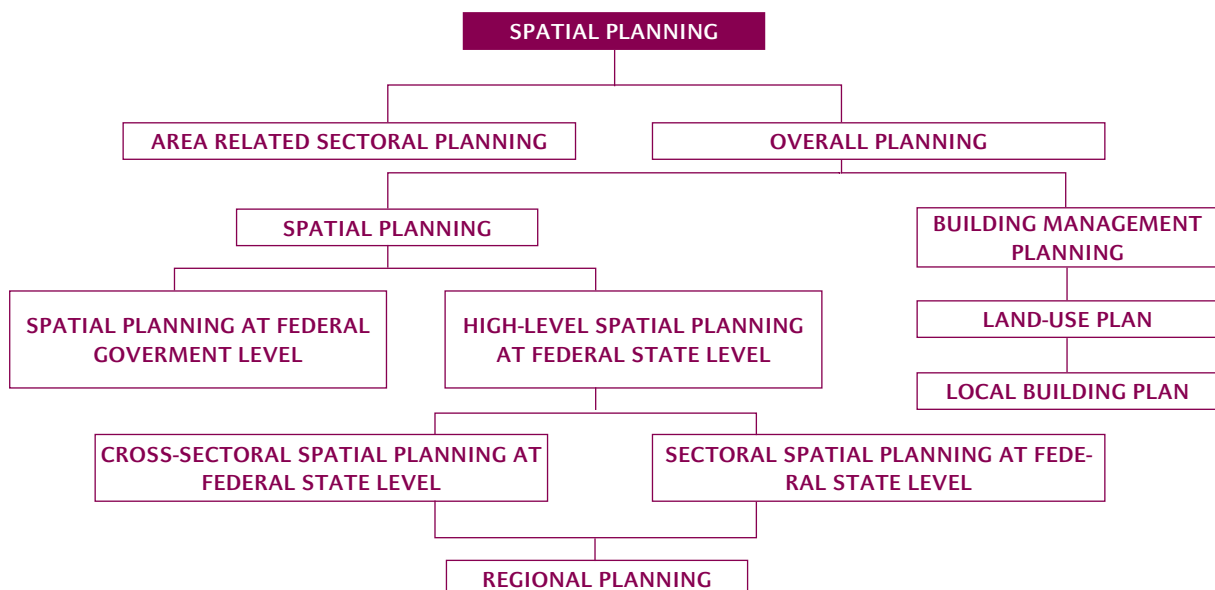 SPATIAL PLANNING
AREA RELATED SECTORAL PLANNING
OVERALL PLANNING
SPATIAL PLANNING
BUILDING MANAGEMENT
PLANNING
SPATIAL PLANNING AT FEDERAL
GOVERMENT LEVEL
HIGH-LEVEL SPATIAL PLANNING
AT FEDERAL STATE LEVEL
LAND-USE PLAN
LOCAL BUILDING PLAN
CROSS-SECTORAL SPATIAL PLANNING AT
FEDERAL STATE LEVEL
SECTORAL SPATIAL PLANNING AT FEDE-
RAL STATE LEVEL
REGIONAL PLANNING